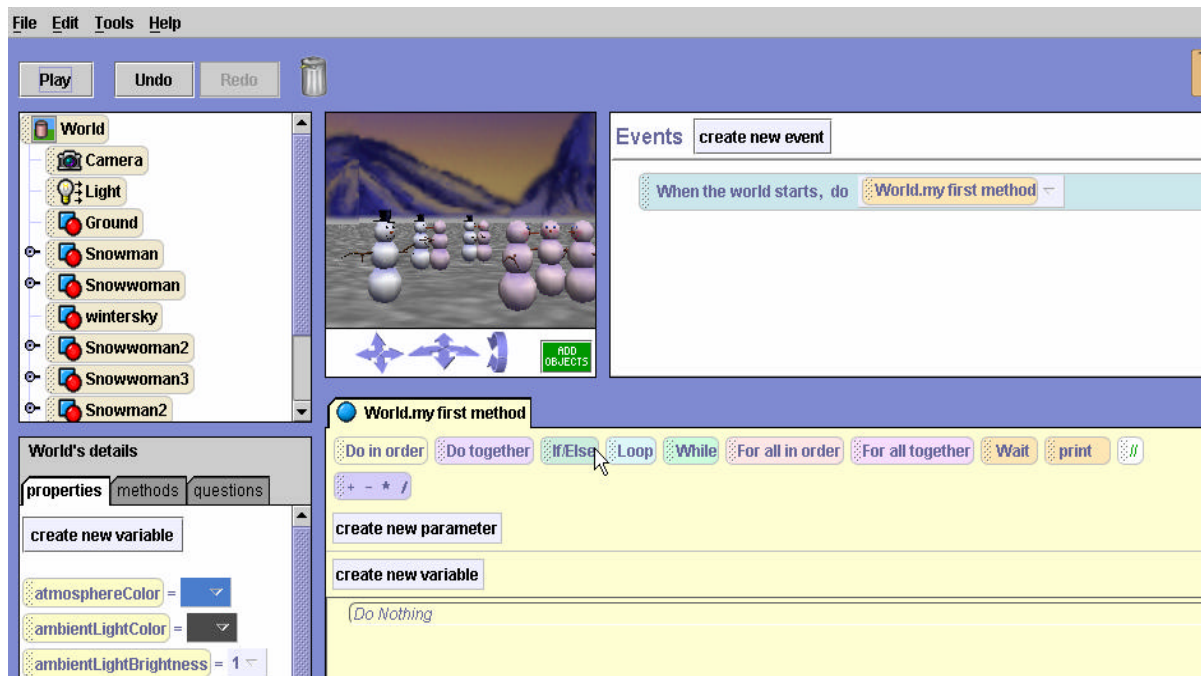 File Edit Tools Help
Play Undo Redo
World
Camera
Light
Ground
Snowman
Snowwoman
wintersky
Snowwoman2
Snowwoman3
Snowman2
ADD
OBJECTS
Events create new event
When the world starts, do World.my first method
World's details
properties methods questions
create new variable
atmosphereColor =
ambientLightColor =
ambientLightBrightness = 1
World.my first method
Do in order Do together If/Else Loop While For all in order For all together Wait print //
+ - * /
create new parameter
create new variable
(Do Nothing